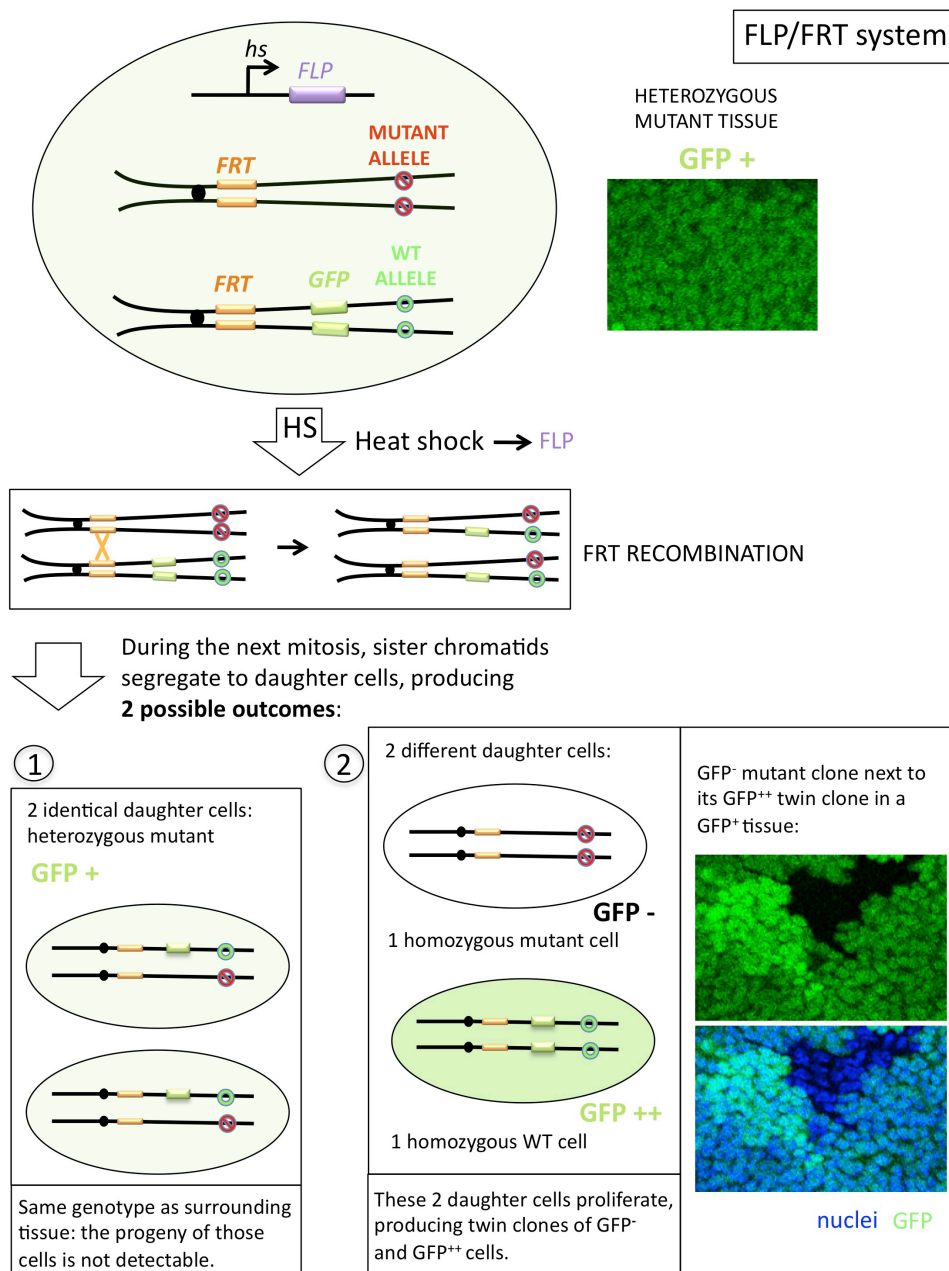 FLP/FRT system
hs
FLP
HETEROZYGOUS
MUTANT TISSUE
GFP +
MUTANT
ALLELE
FRT
WT
ALLELE
FRT
GFP
HS
Heat shock → FLP
FRT RECOMBINATION
During the next mitosis, sister chromatids
segregate to daughter cells, producing
2 possible outcomes:
1
2 identical daughter cells:
heterozygous mutant
GFP +
Same genotype as surrounding
tissue: the progeny of those
cells is not detectable.
2
2 different daughter cells:
GFP -
1 homozygous mutant cell
GFP ++
1 homozygous WT cell
These 2 daughter cells proliferate,
producing twin clones of GFP-
and GFP++ cells.
GFP- mutant clone next to
its GFP++ twin clone in a
GFP+ tissue:
nuclei GFP